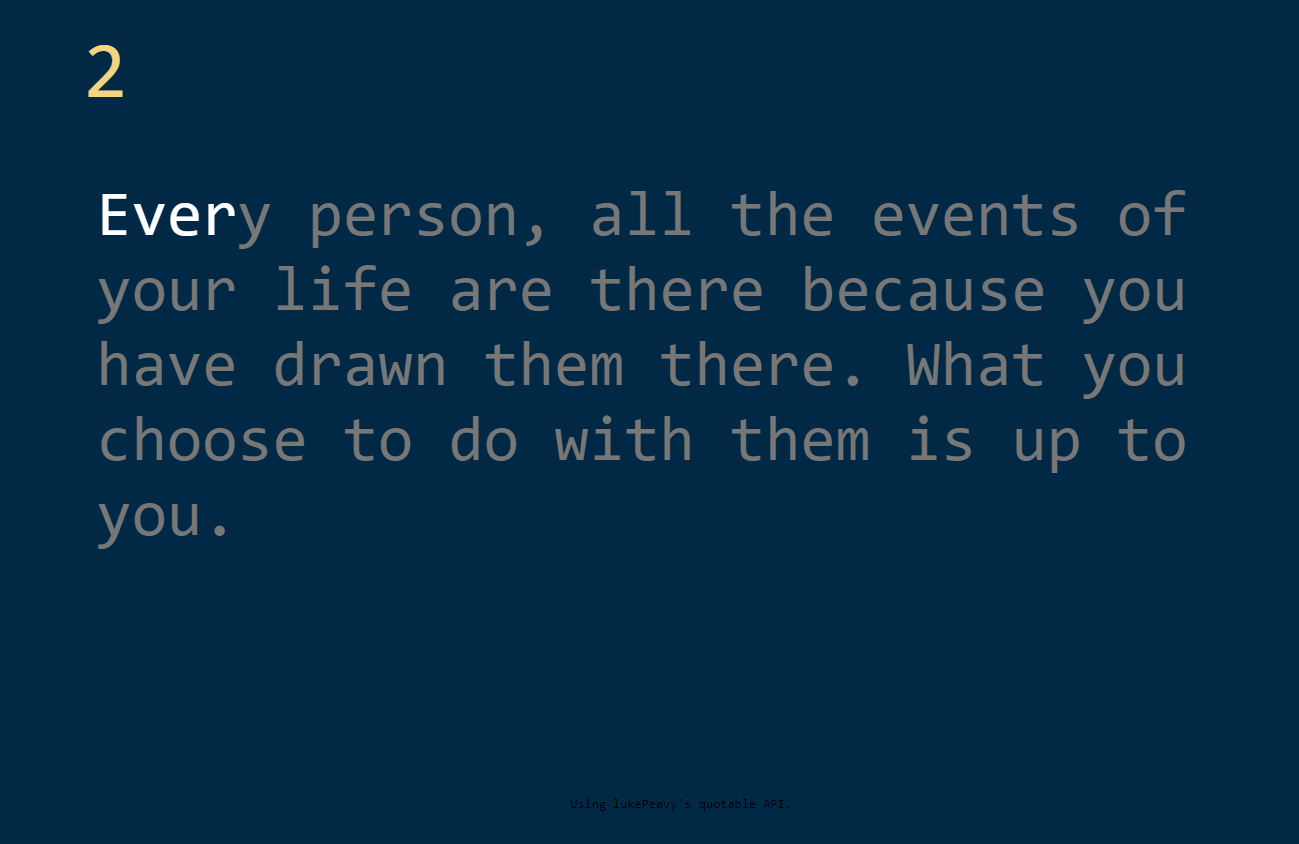 2
Every person, all the events of
your life are there because you
have drawn them there. What you
choose to do with them is up to
you.
Using lukePeavy's quotable API.